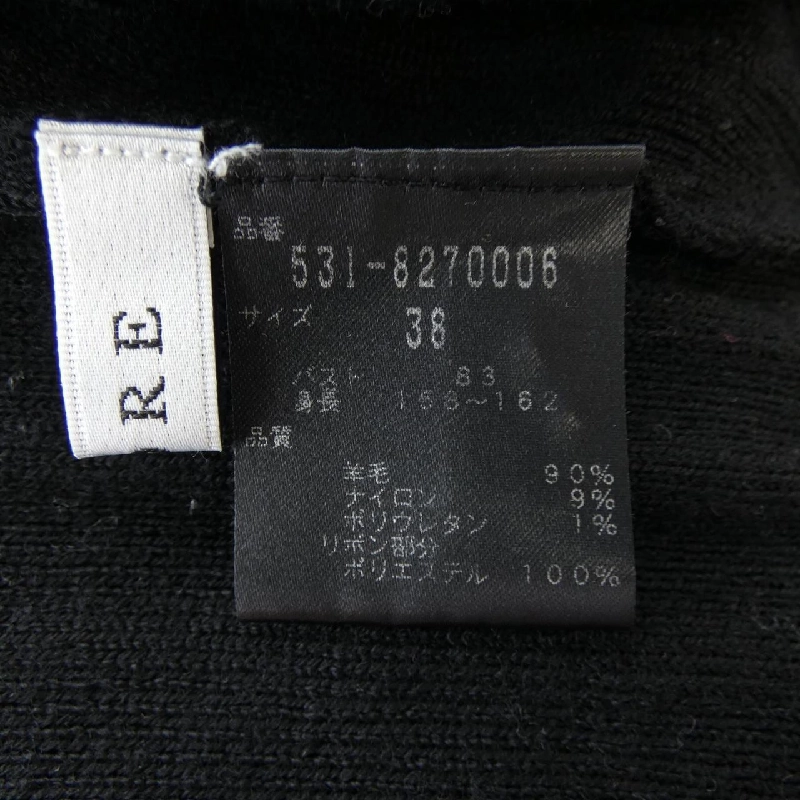 RE
品番
531-8270006
サイズ 38
バスト 83
身長 158~162
品質
羊毛 90%
ナイロン 9%
ポリウレタン 1%
リボン部分
ポリエステル 100%